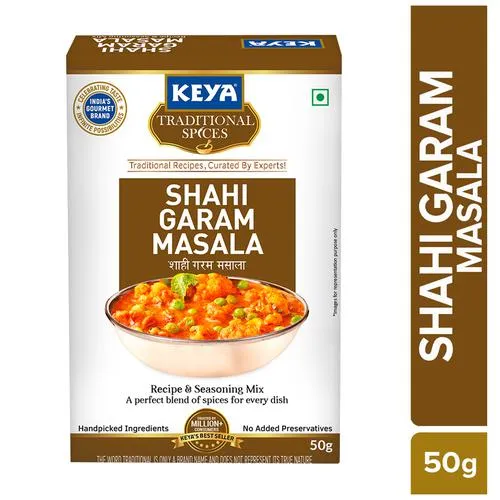 KEYA
TRADITIONAL
SPICES
CELEBRATING TASTE
INDIA'S
GOURMET
BRAND
INFINITE POSSIBILITIES
Traditional Recipes, Curated By Experts!
SHAHI
GARAM
MASALA
शाही गरम मसाला
*Images for representation purpose only
Recipe & Seasoning Mix
A perfect blend of spices for every dish
Handpicked Ingredients
TRUSTED BY
MILLION+
CONSUMERS
KEYA'S BEST SELLER
No Added Preservatives
50g
THE WORD TRADITIONAL IS ONLY A BRAND NAME AND DOES NOT REPRESENT ITS TRUE NATURE
SHAHI GARAM
MASALA
50g